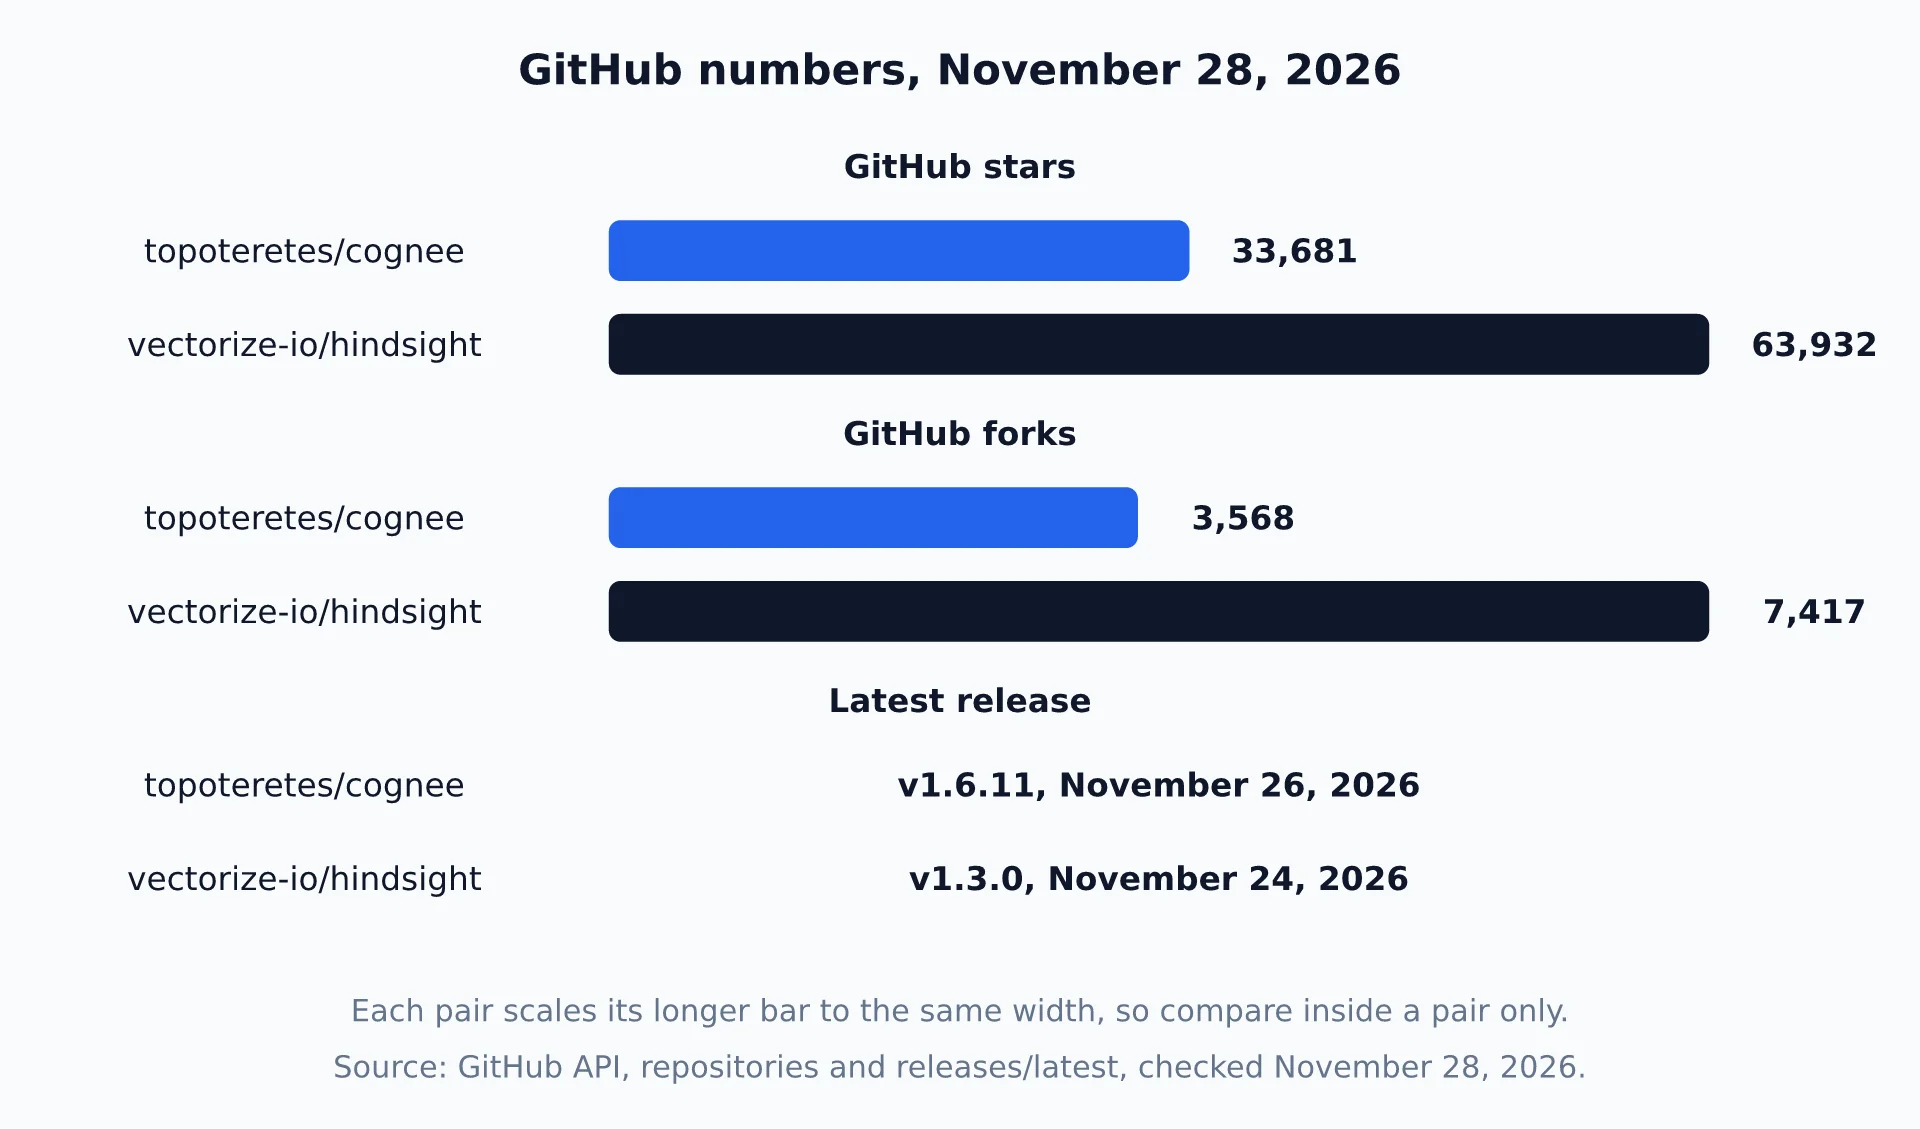 GitHub numbers, November 28, 2026
GitHub stars
topoteretes/cognee 33,681
vectorize-io/hindsight 63,932
GitHub forks
topoteretes/cognee 3,568
vectorize-io/hindsight 7,417
Latest release
topoteretes/cognee v1.6.11, November 26, 2026
vectorize-io/hindsight v1.3.0, November 24, 2026
Each pair scales its longer bar to the same width, so compare inside a pair only.
Source: GitHub API, repositories and releases/latest, checked November 28, 2026.